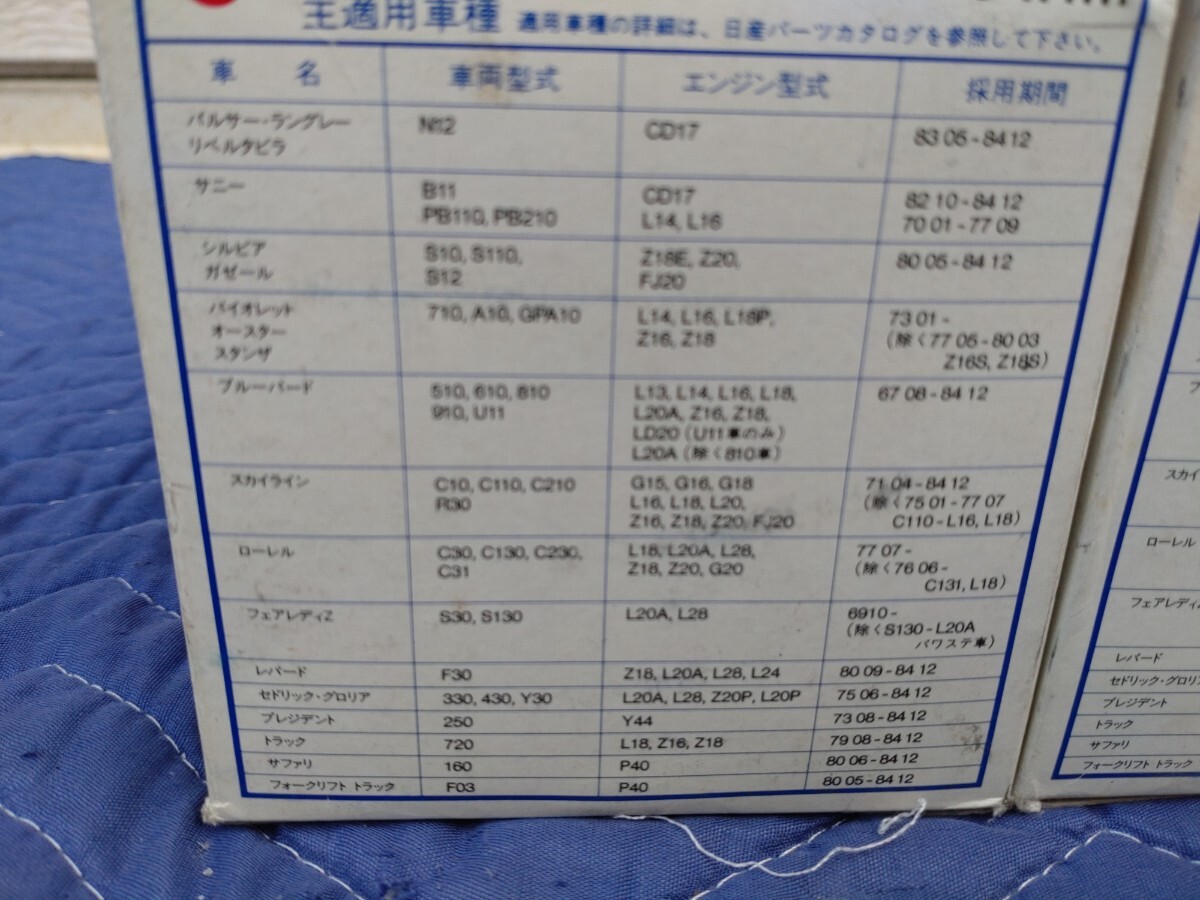 主適用車種 適用車種の詳細は、日産パーツカタログを参照して下さい。
車 名 車両型式 エンジン型式 採用期間
パルサー・ラングレー N12 CD17 83 05 - 84 12
リベルタビラ
サニー B11 CD17 82 10 - 84 12
PB110, PB210 L14, L16 70 01 - 77 09
シルビア S10, S110, Z18E, Z20, 80 05 - 84 12
ガゼール S12 FJ20
バイオレット 710, A10, GPA10 L14, L16, L18P, 73 01 -
オースター Z16, Z18 (除く77 05 - 80 03
スタンザ Z16S, Z18S)
ブルーバード 510, 610, 810 L13, L14, L16, L18, 67 08 - 84 12
910, U11 L20A, Z16, Z18,
LD20 (U11車のみ)
L20A (除く810車)
スカイライン C10, C110, C210 G15, G16, G18 71 04 - 84 12
R30 L16, L18, L20, (除く75 01 - 77 07
Z16, Z18, Z20, FJ20 C110 - L16, L18)
ローレル C30, C130, C230, L18, L20A, L28, 77 07 -
C31 Z18, Z20, G20 (除く76 06 -
C131, L18)
フェアレディZ S30, S130 L20A, L28 6910 -
(除くS130 - L20A
パワステ車)
レパード F30 Z18, L20A, L28, L24 80 09 - 84 12
セドリック・グロリア 330, 430, Y30 L20A, L28, Z20P, L20P 75 06 - 84 12
プレジデント 250 Y44 73 08 - 84 12
トラック 720 L18, Z16, Z18 79 08 - 84 12
サファリ 160 P40 80 06 - 84 12
フォークリフト トラック F03 P40 80 05 - 84 12
スカイ
ローレル
フェアレディ
レパード
セドリック・グロリ
プレジデント
トラック
サファリ
フォークリフト トラック